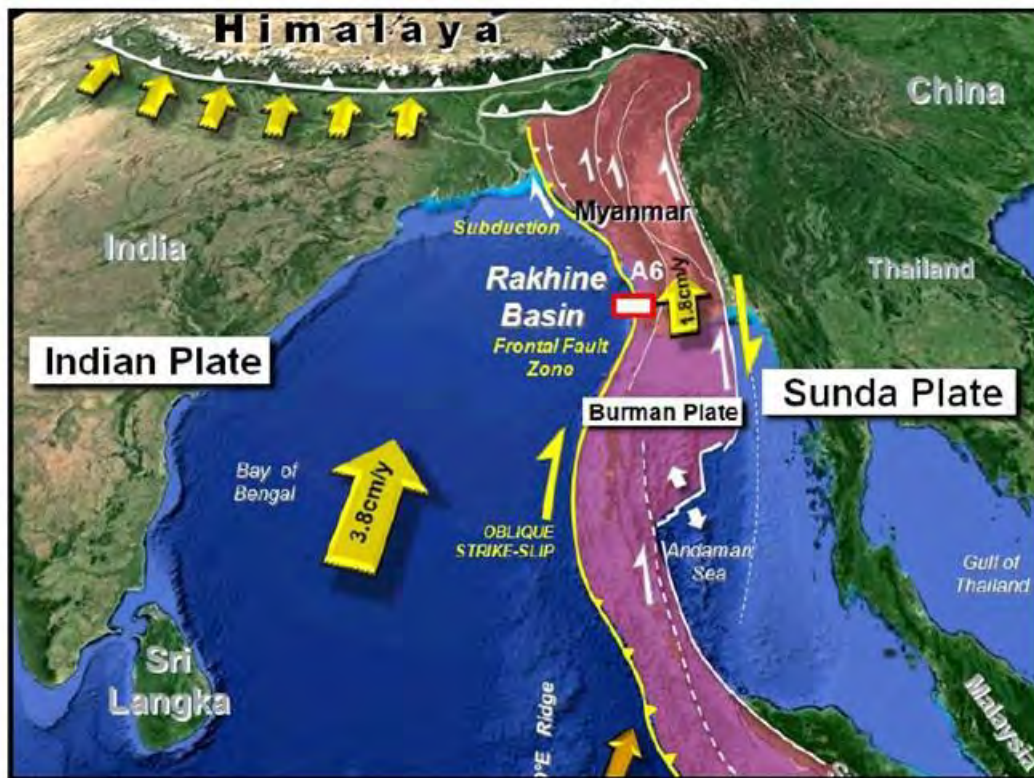 Himalaya
China
India
Subduction
Myanmar
Thailand
Rakhine
Basin
A6
1.8cm/y
Frontal Fault
Zone
Indian Plate
Sunda Plate
Burman Plate
Bay of
Bengal
3.8cm/y
OBLIQUE
STRIKE-SLIP
Andaman
Sea
Gulf of
Thailand
Sri
Langka
°E Ridge
Malaysi